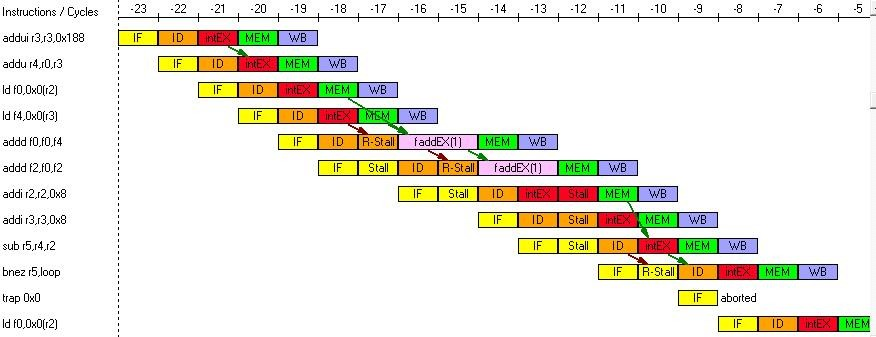 Instructions / Cycles -23 -22 -21 -20 -19 -18 -17 -16 -15 -14 -13 -12 -11 -10 -9 -8 -7 -6 -5
addui r3,r3,0x188 IF ID intEX MEM WB
addu r4,r0,r3 IF ID intEX MEM WB
ld f0,0x0(r2) IF ID intEX MEM WB
ld f4,0x0(r3) IF ID intEX MEM WB
addd f0,f0,f4 IF ID R-Stall faddEX(1) MEM WB
addd f2,f0,f2 IF Stall ID R-Stall faddEX(1) MEM WB
addi r2,r2,0x8 IF Stall ID intEX Stall MEM WB
addi r3,r3,0x8 IF ID Stall intEX MEM WB
sub r5,r4,r2 IF Stall ID intEX MEM WB
bnez r5,loop IF R-Stall ID intEX MEM WB
trap 0x0 IF aborted
ld f0,0x0(r2) IF ID intEX MEM